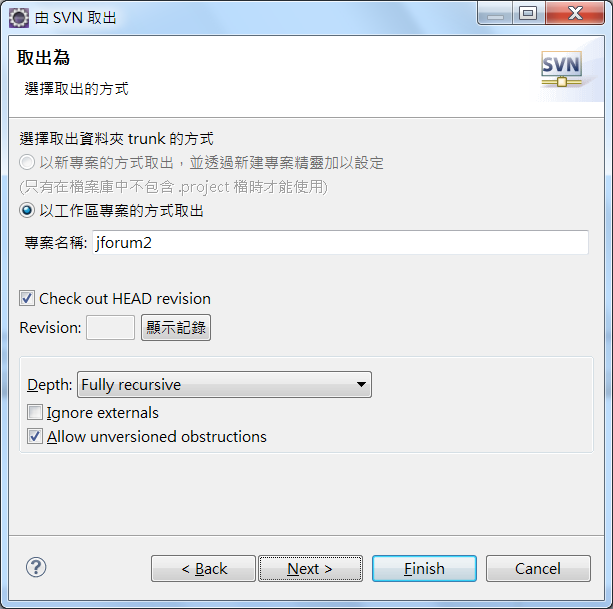 由 SVN 取出
取出為
選擇取出的方式
SVN
選擇取出資料夾 trunk 的方式
以新專案的方式取出，並透過新建專案精靈加以設定
(只有在檔案庫中不包含 .project 檔時才能使用)
以工作區專案的方式取出
專案名稱: jforum2
Check out HEAD revision
Revision: 顯示記錄
Depth: Fully recursive
Ignore externals
Allow unversioned obstructions
? < Back Next > Finish Cancel